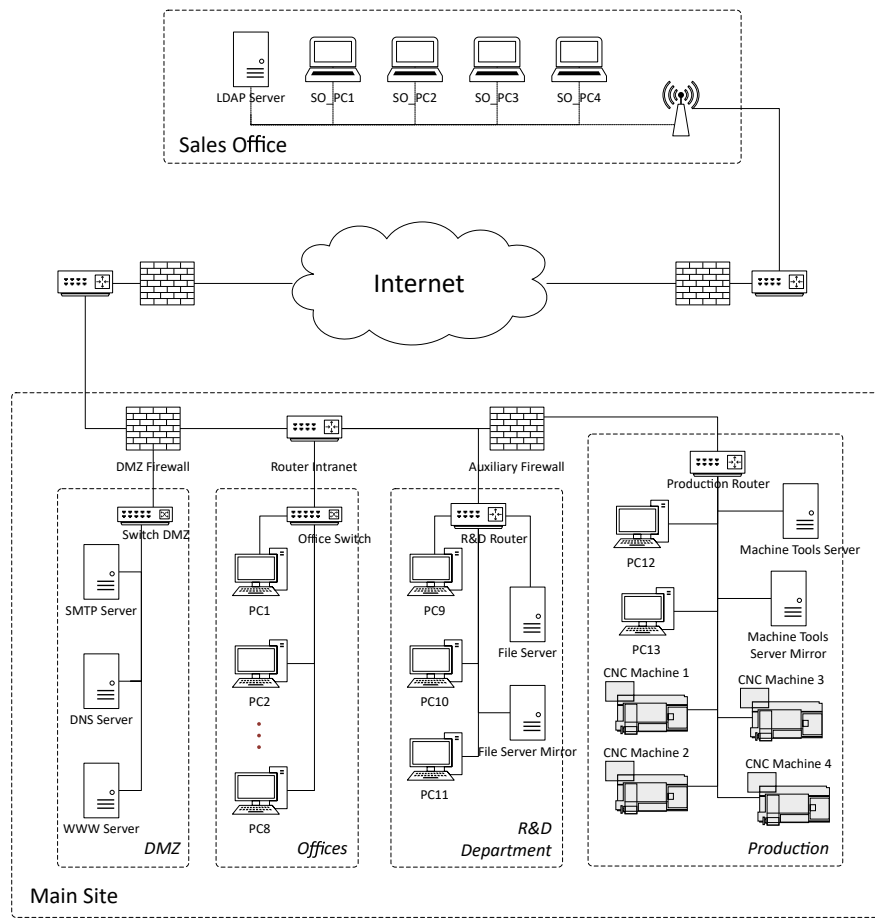 LDAP Server
SO_PC1
SO_PC2
SO_PC3
SO_PC4
Sales Office
Internet
DMZ Firewall
Router Intranet
Auxiliary Firewall
Production Router
Switch DMZ
Office Switch
R&D Router
PC12
Machine Tools Server
SMTP Server
PC1
PC9
File Server
PC13
Machine Tools
Server Mirror
DNS Server
PC2
PC10
File Server Mirror
CNC Machine 1
CNC Machine 3
CNC Machine 2
CNC Machine 4
WWW Server
PC8
PC11
DMZ
Offices
R&D
Department
Production
Main Site